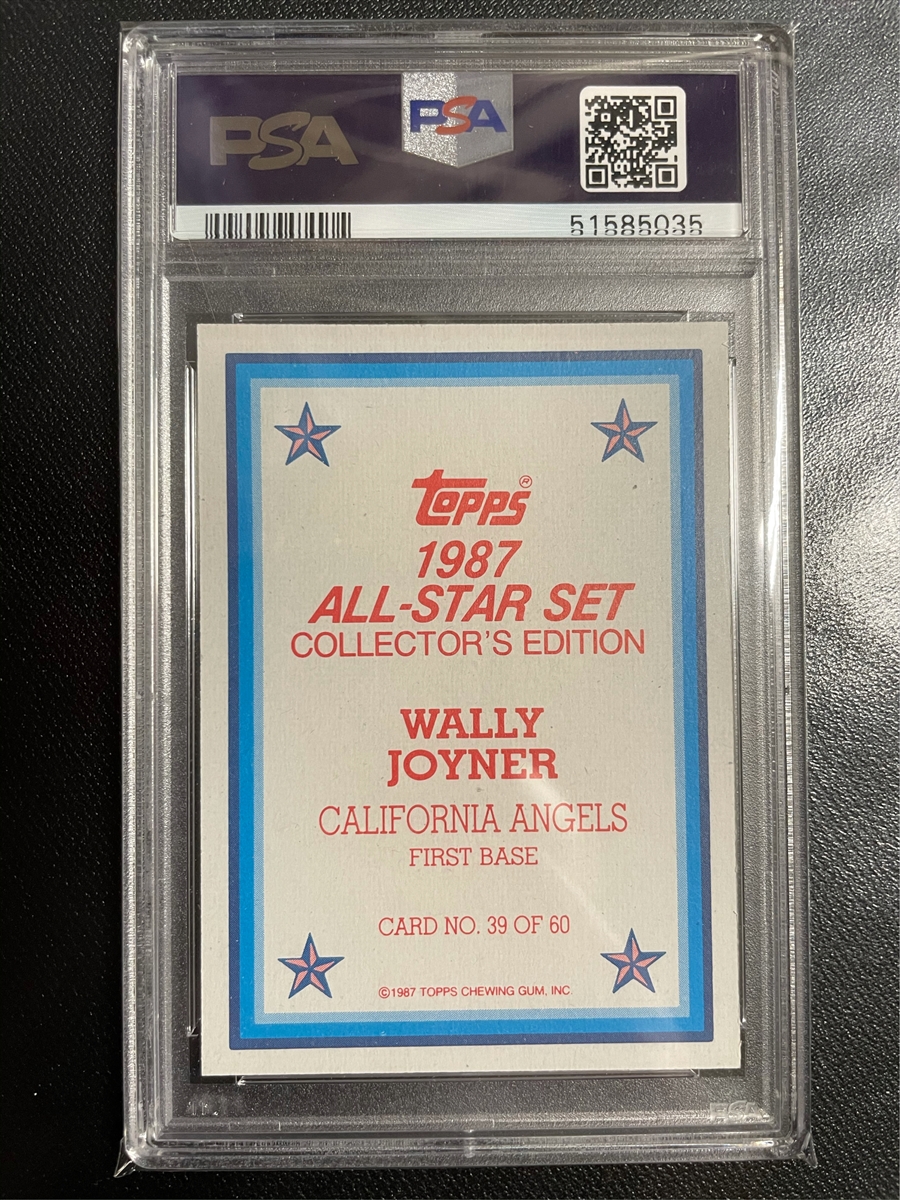 PSA
PSA
51585035
topps®
1987
ALL-STAR SET
COLLECTOR'S EDITION
WALLY
JOYNER
CALIFORNIA ANGELS
FIRST BASE
CARD NO. 39 OF 60
©1987 TOPPS CHEWING GUM, INC.
PSA